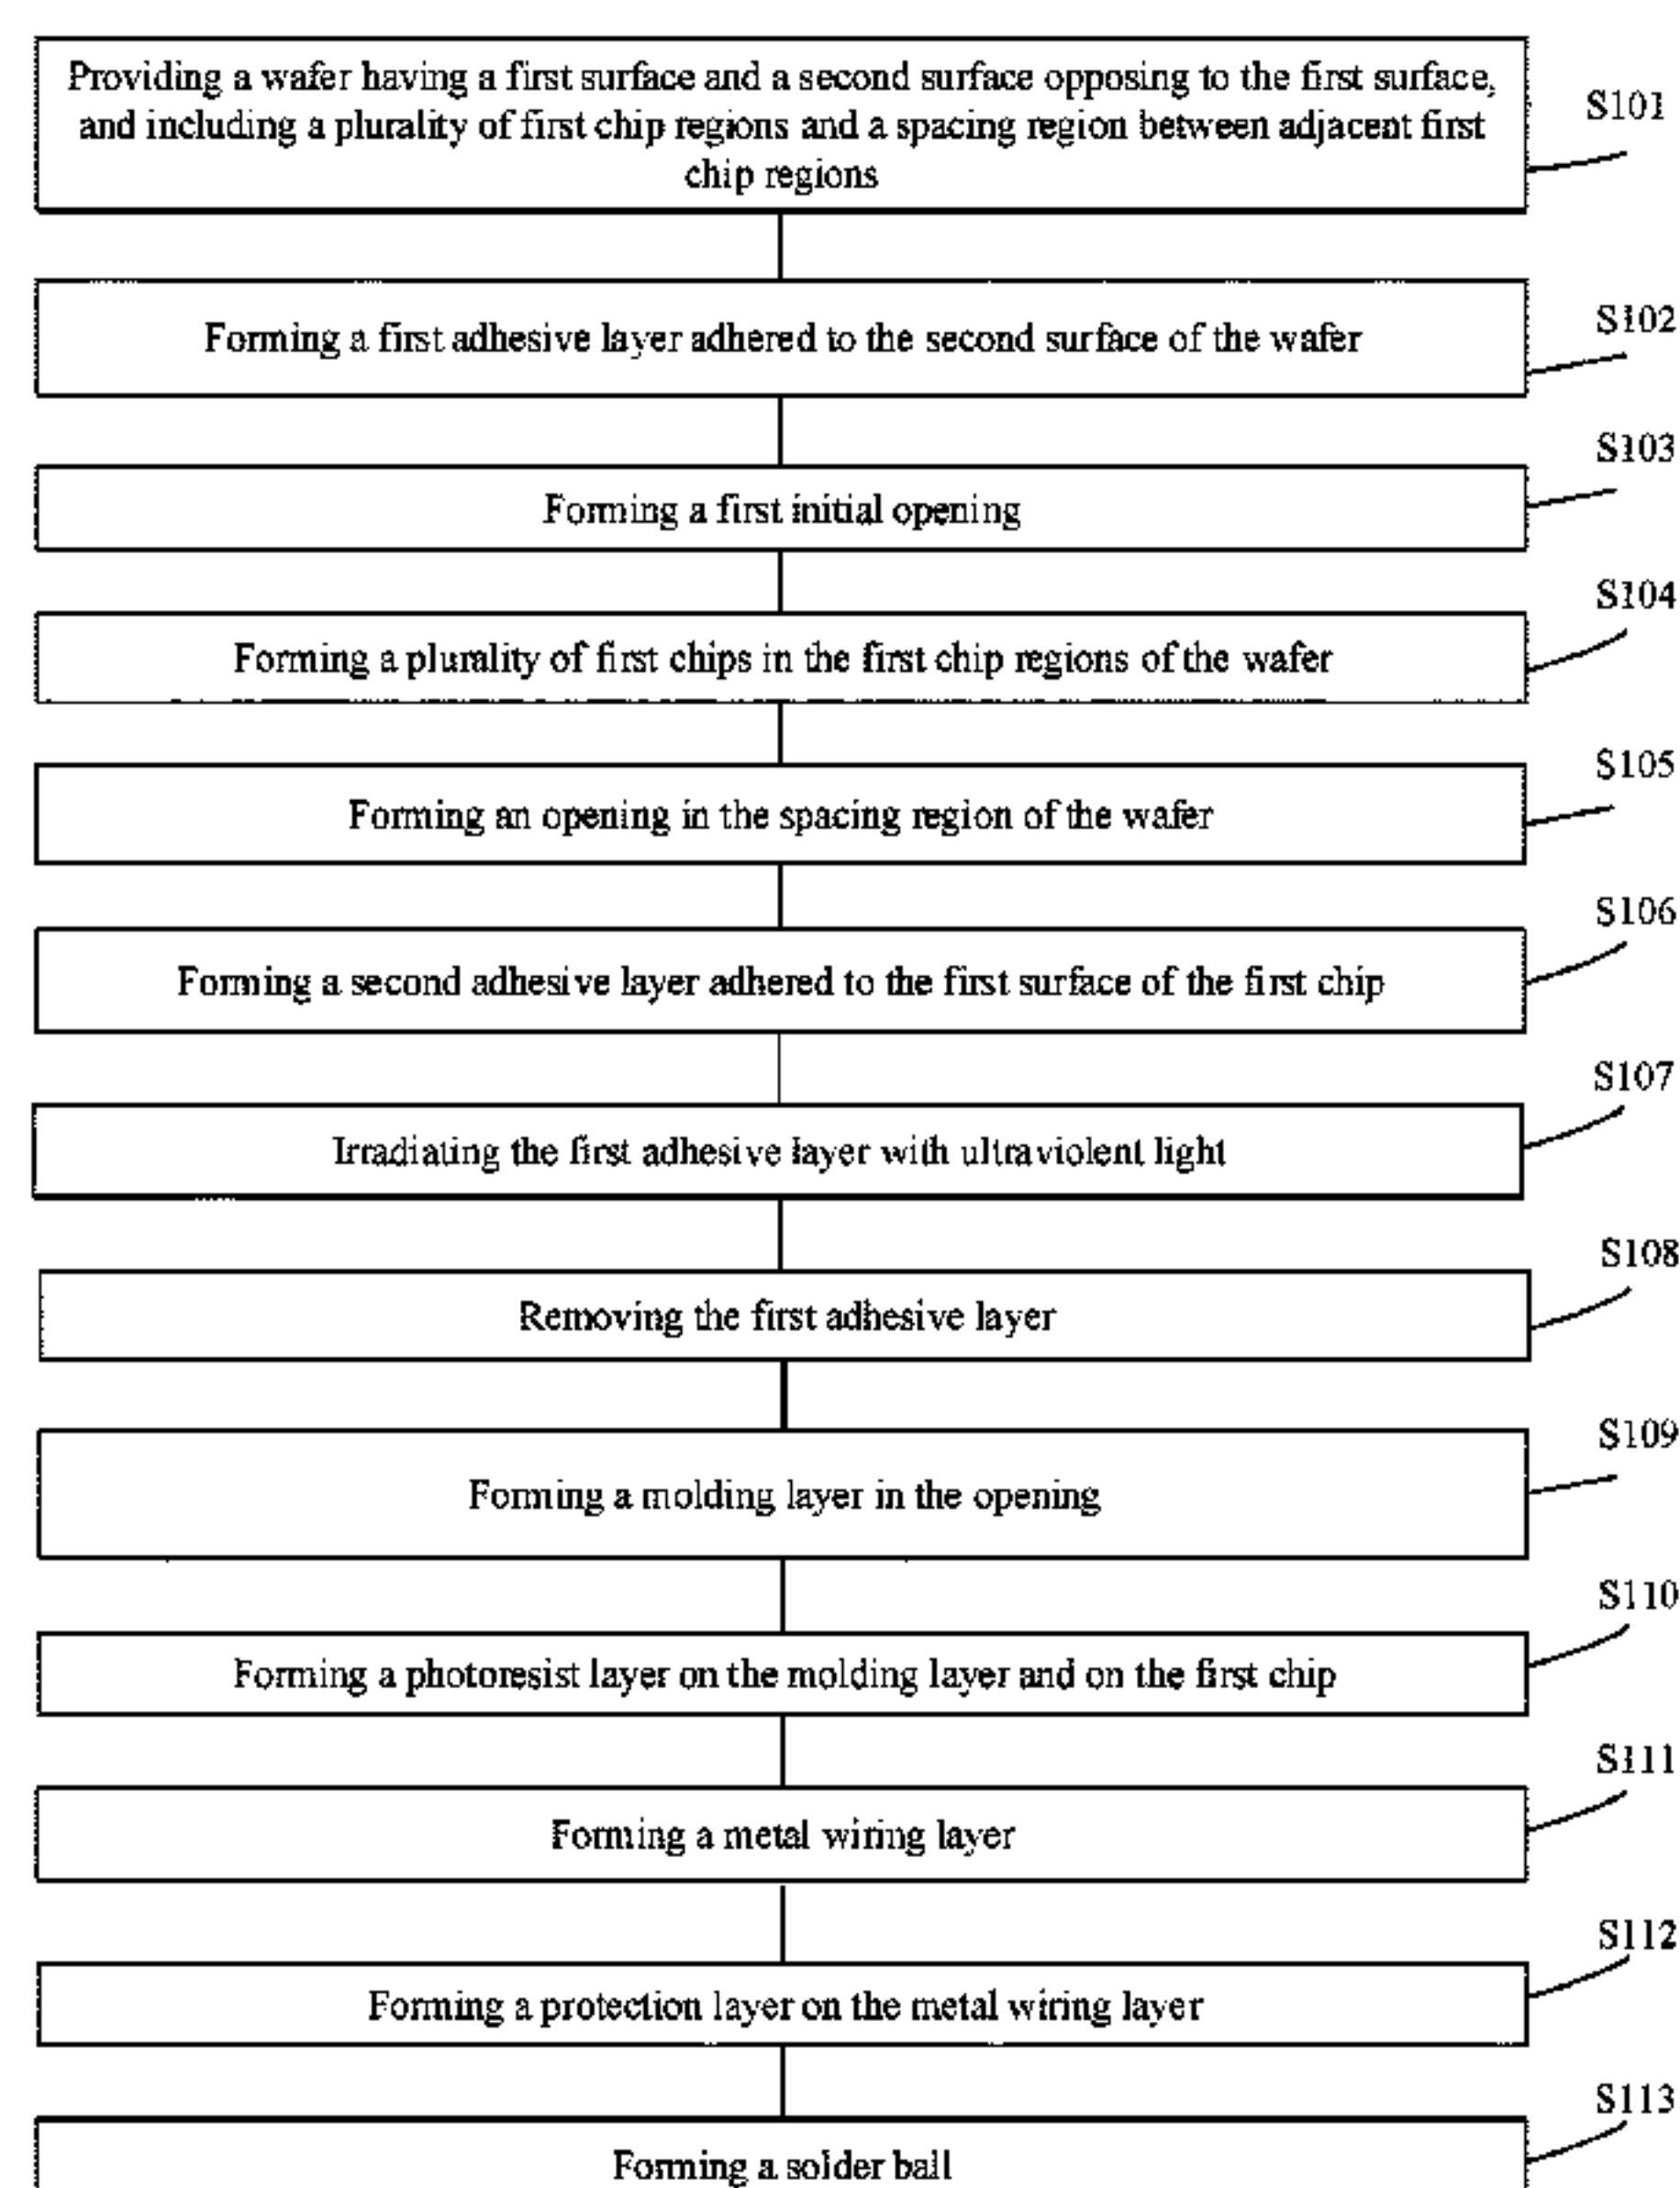 Providing a wafer having a first surface and a second surface opposing to the first surface,
and including a plurality of first chip regions and a spacing region between adjacent first
chip regions
S101
Forming a first adhesive layer adhered to the second surface of the wafer
S102
Forming a first initial opening
S103
Forming a plurality of first chips in the first chip regions of the wafer
S104
Forming an opening in the spacing region of the wafer
S105
Forming a second adhesive layer adhered to the first surface of the first chip
S106
Irradiating the first adhesive layer with ultraviolent light
S107
Removing the first adhesive layer
S108
Forming a molding layer in the opening
S109
Forming a photoresist layer on the molding layer and on the first chip
S110
Forming a metal wiring layer
S111
Forming a protection layer on the metal wiring layer
S112
Forming a solder ball
S113